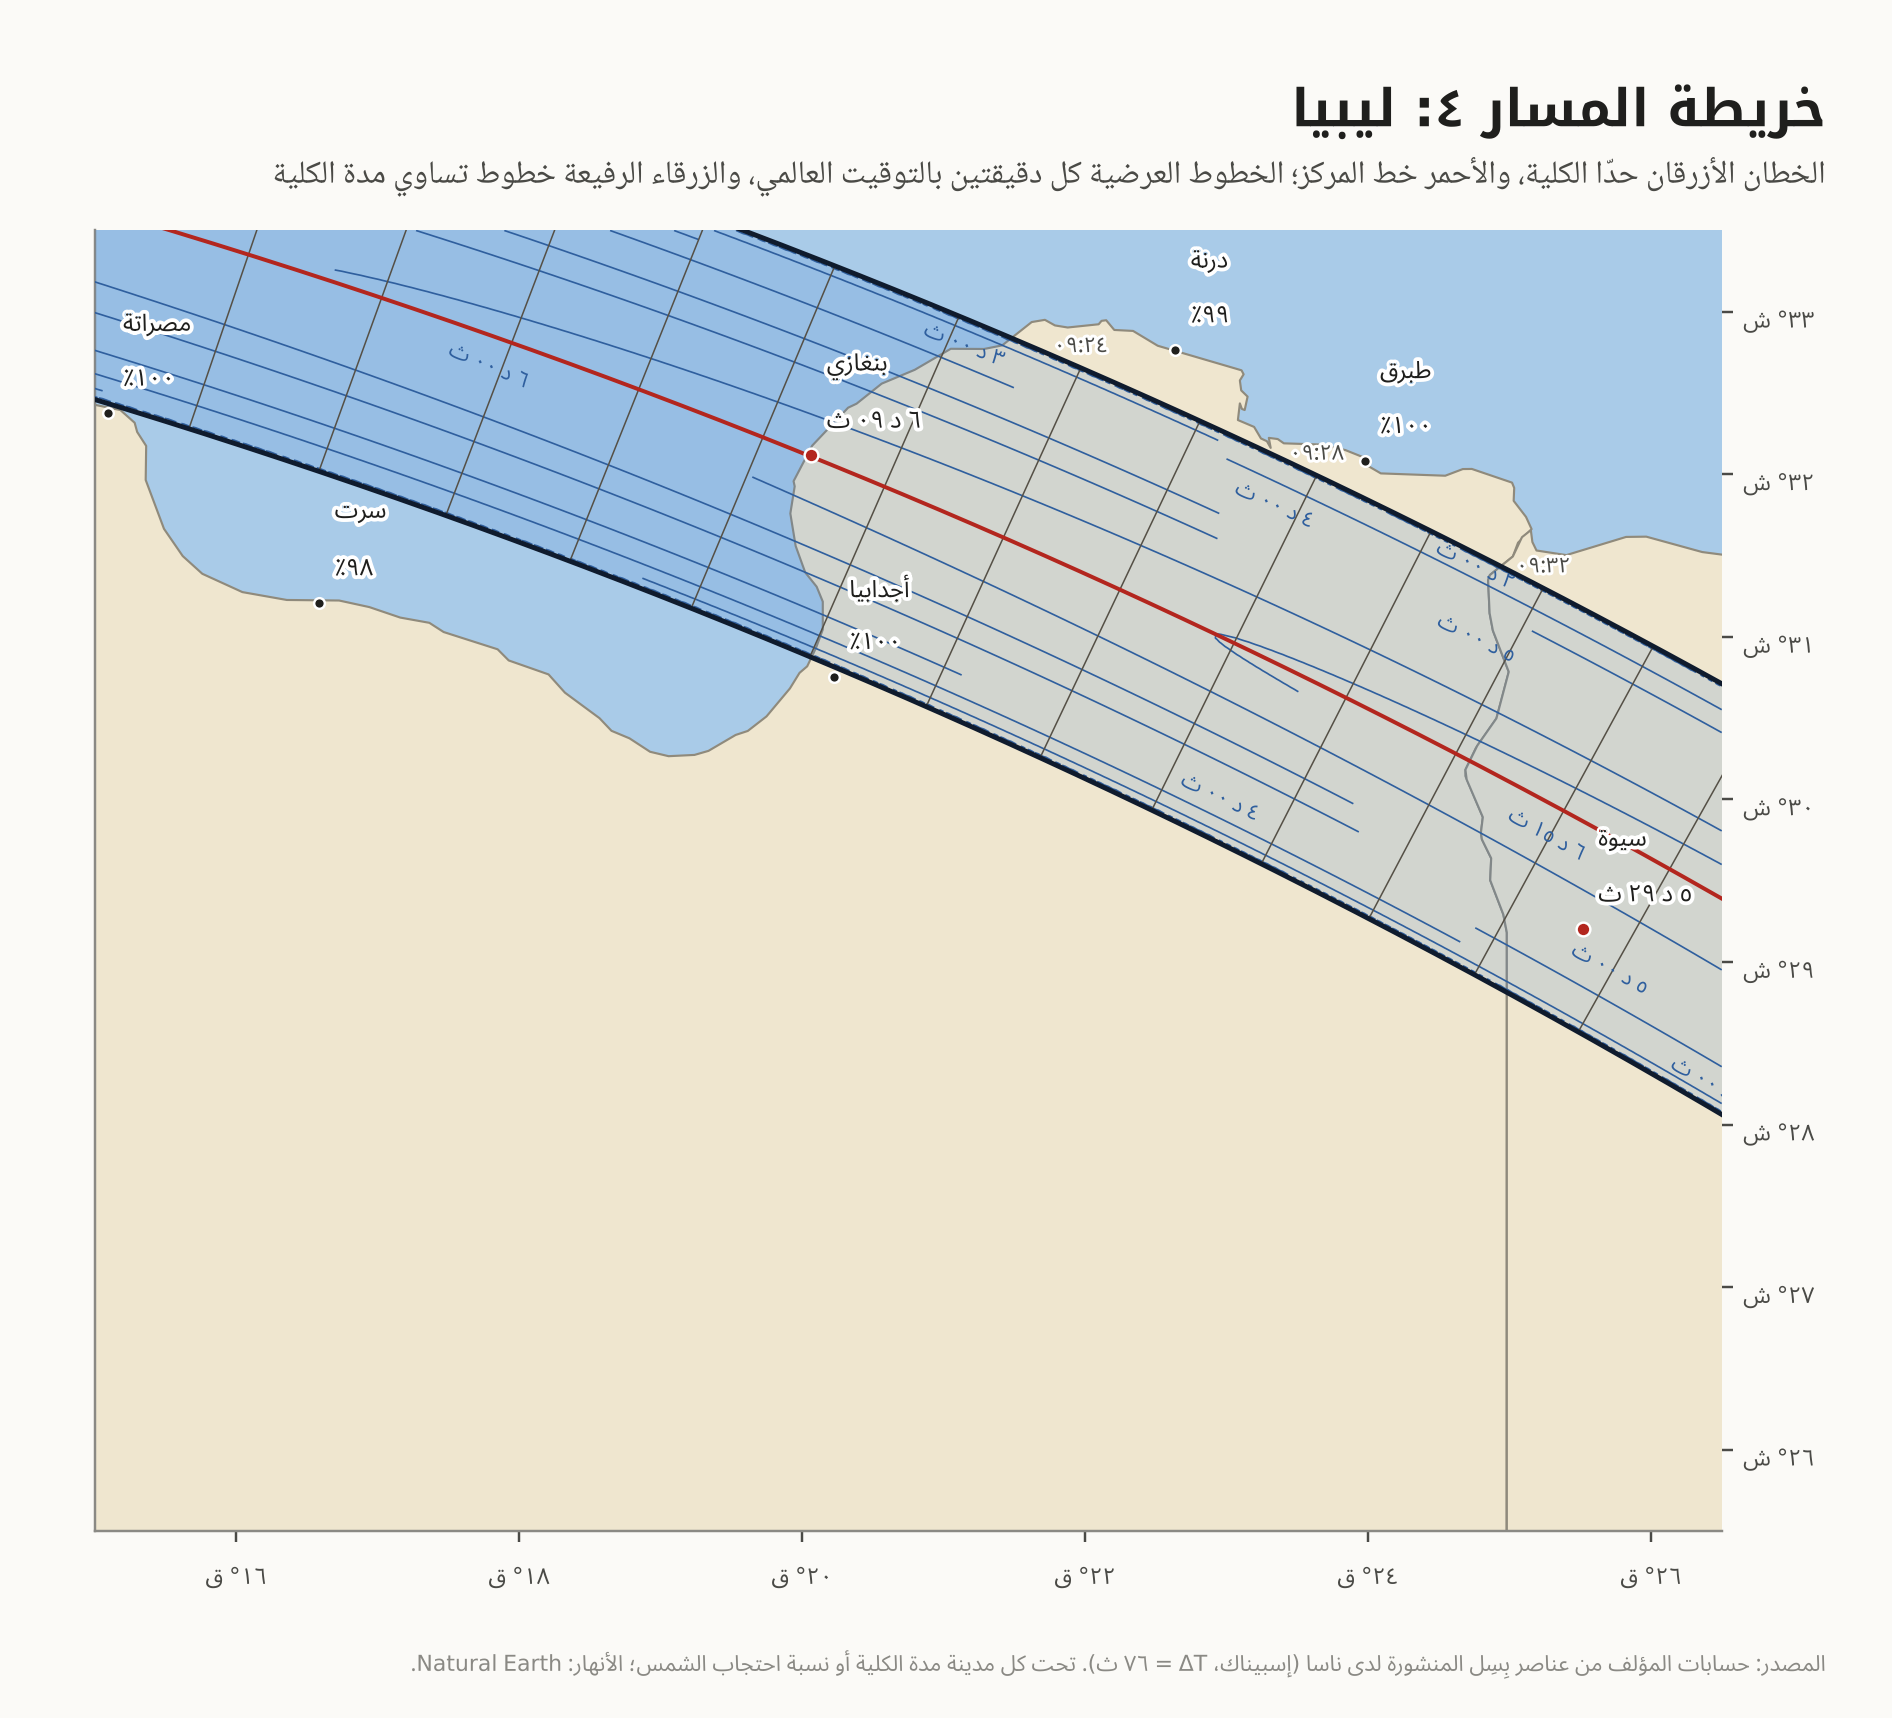 خريطة المسار ٤: ليبيا
الخطان الأزرقان حدّا الكلية، والأحمر خط المركز؛ الخطوط العرضية كل دقيقتين بالتوقيت العالمي، والزرقاء الرفيعة خطوط تساوي مدة الكلية
درنة
٩٩٪
طبرق
١٠٠٪
مصراتة
١٠٠٪
بنغازي
٦ د ٠٩ ث
سرت
٩٨٪
أجدابيا
١٠٠٪
سيوة
٥ د ٢٩ ث
٠٩:٢٤
٠٩:٢٨
٠٩:٣٢
٦ د ٠٠ ث
٣ د ٠٠ ث
٤ د ٠٠ ث
٥ د ٠٠ ث
٤ د ٠٠ ث
٦ د ١٥ ث
٥ د ٠٠ ث
٠٠ ث
٣٣° ش
٣٢° ش
٣١° ش
٣٠° ش
٢٩° ش
٢٨° ش
٢٧° ش
٢٦° ش
١٦° ق
١٨° ق
٢٠° ق
٢٢° ق
٢٤° ق
٢٦° ق
المصدر: حسابات المؤلف من عناصر بِسِل المنشورة لدى ناسا (إسبيناك، ΔT = ٧٦ ث). تحت كل مدينة مدة الكلية أو نسبة احتجاب الشمس؛ الأنهار: Natural Earth.